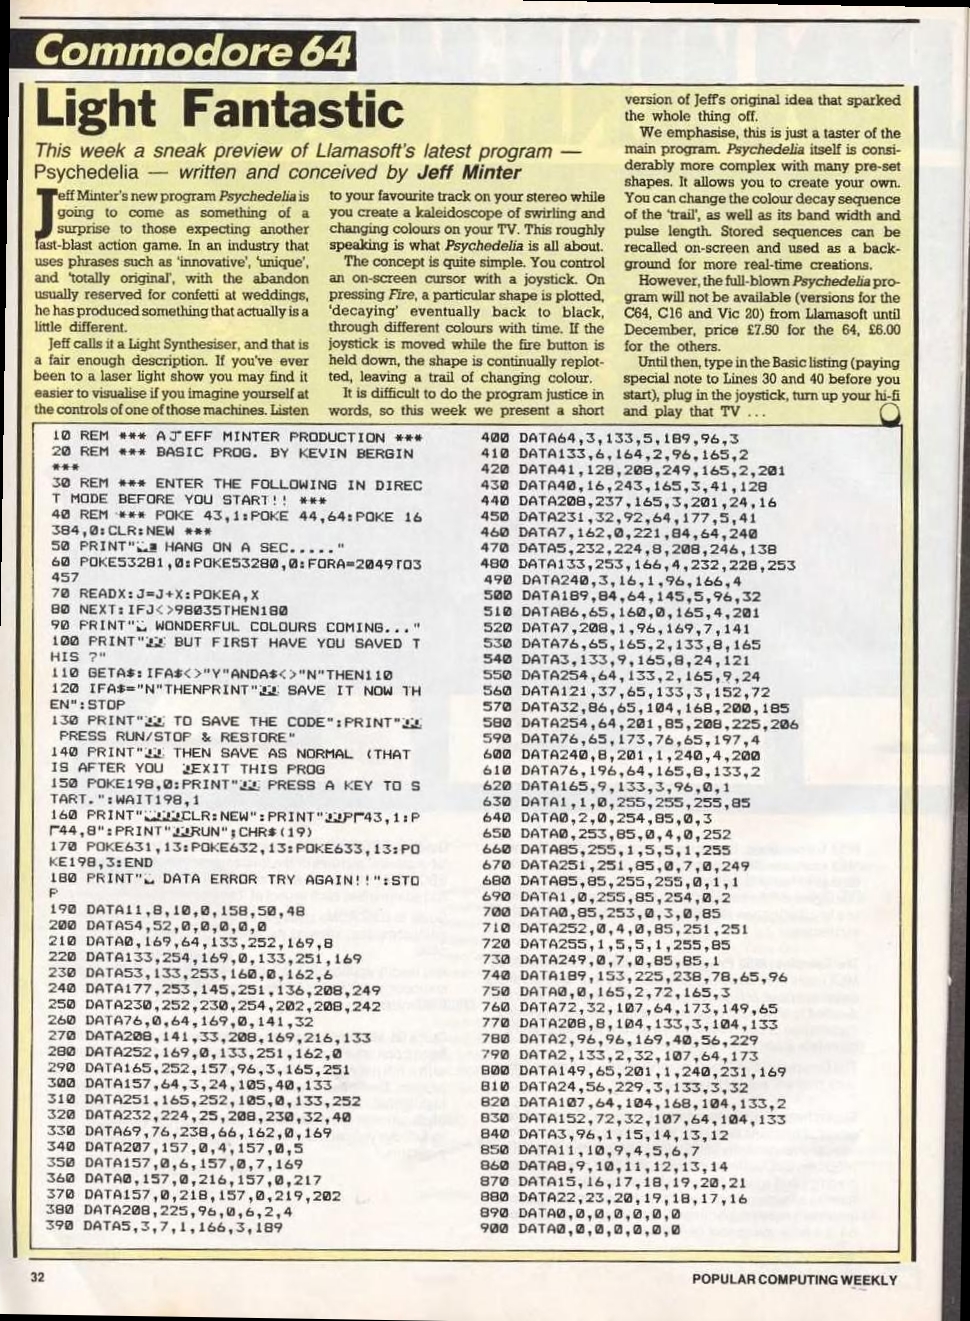 Commodore 64
Light Fantastic
This week a sneak preview of Llamasoft's latest program —
Psychedelia — written and conceived by Jeff Minter
Jeff Minter's new program Psychedelia is
going to come as something of a
surprise to those expecting another
fast-blast action game. In an industry that
uses phrases such as 'innovative', 'unique',
and 'totally original', with the abandon
usually reserved for confetti at weddings,
he has produced something that actually is a
little different.
Jeff calls it a Light Synthesiser, and that is
a fair enough description. If you've ever
been to a laser light show you may find it
easier to visualise if you imagine yourself at
the controls of one of those machines. Listen
to your favourite track on your stereo while
you create a kaleidoscope of swirling and
changing colours on your TV. This roughly
speaking is what Psychedelia is all about.
The concept is quite simple. You control
an on-screen cursor with a joystick. On
pressing Fire, a particular shape is plotted,
'decaying' eventually back to black,
through different colours with time. If the
joystick is moved while the fire button is
held down, the shape is continually replot-
ted, leaving a trail of changing colour.
It is difficult to do the program justice in
words, so this week we present a short
version of Jeff's original idea that sparked
the whole thing off.
We emphasise, this is just a taster of the
main program. Psychedelia itself is consi-
derably more complex with many pre-set
shapes. It allows you to create your own.
You can change the colour decay sequence
of the 'trail', as well as its band width and
pulse length. Stored sequences can be
recalled on-screen and used as a back-
ground for more real-time creations.
However, the full-blown Psychedelia pro-
gram will not be available (versions for the
C64, C16 and Vic 20) from Llamasoft until
December, price £7.50 for the 64, £6.00
for the others.
Until then, type in the Basic listing (paying
special note to Lines 30 and 40 before you
start), plug in the joystick, turn up your hi-fi
and play that TV ...
10 REM *** A JEFF MINTER PRODUCTION ***
20 REM *** BASIC PROG. BY KEVIN BERGIN
***
30 REM *** ENTER THE FOLLOWING IN DIREC
T MODE BEFORE YOU START!! ***
40 REM *** POKE 43,1:POKE 44,64:POKE 16
384,0:CLR:NEW ***
50 PRINT" HANG ON A SEC....."
60 POKE53281,0:POKE53280,0:FORA=2049TO3
457
70 READX:J=J+X:POKEA,X
80 NEXT:IFJ<>98035THEN180
90 PRINT" WONDERFUL COLOURS COMING..."
100 PRINT" BUT FIRST HAVE YOU SAVED T
HIS ?"
110 GETA$:IFA$<>"Y"ANDA$<>"N"THEN110
120 IFA$="N"THENPRINT" SAVE IT NOW TH
EN":STOP
130 PRINT" TO SAVE THE CODE":PRINT"
PRESS RUN/STOP & RESTORE"
140 PRINT" THEN SAVE AS NORMAL (THAT
IS AFTER YOU EXIT THIS PROG
150 POKE198,0:PRINT" PRESS A KEY TO S
TART.":WAIT198,1
160 PRINT"CLR:NEW":PRINT"P43,1:P
44,8":PRINT"RUN";CHR$(19)
170 POKE631,13:POKE632,13:POKE633,13:PO
KE198,3:END
180 PRINT" DATA ERROR TRY AGAIN!!":STO
P
190 DATA11,8,10,0,158,50,48
200 DATA54,52,0,0,0,0,0
210 DATA0,169,64,133,252,169,8
220 DATA133,254,169,0,133,251,169
230 DATA53,133,253,160,0,162,6
240 DATA177,253,145,251,136,208,249
250 DATA230,252,230,254,202,208,242
260 DATA76,0,64,169,0,141,32
270 DATA208,141,33,208,169,216,133
280 DATA252,169,0,133,251,162,0
290 DATA165,252,157,96,3,165,251
300 DATA157,64,3,24,105,40,133
310 DATA251,165,252,105,0,133,252
320 DATA232,224,25,208,230,32,40
330 DATA69,76,238,66,162,0,169
340 DATA207,157,0,4,157,0,5
350 DATA157,0,6,157,0,7,169
360 DATA0,157,0,216,157,0,217
370 DATA157,0,218,157,0,219,202
380 DATA208,225,96,0,6,2,4
390 DATA5,3,7,1,166,3,189
400 DATA64,3,133,5,189,96,3
410 DATA133,6,164,2,96,165,2
420 DATA41,128,208,249,165,2,201
430 DATA40,16,243,165,3,41,128
440 DATA208,237,165,3,201,24,16
450 DATA231,32,92,64,177,5,41
460 DATA7,162,0,221,84,64,240
470 DATA5,232,224,8,208,246,138
480 DATA133,253,166,4,232,228,253
490 DATA240,3,16,1,96,166,4
500 DATA189,84,64,145,5,96,32
510 DATA86,65,160,0,165,4,201
520 DATA7,208,1,96,169,7,141
530 DATA76,65,165,2,133,8,165
540 DATA3,133,9,165,8,24,121
550 DATA254,64,133,2,165,9,24
560 DATA121,37,65,133,3,152,72
570 DATA32,86,65,104,168,200,185
580 DATA254,64,201,85,208,225,206
590 DATA76,65,173,76,65,197,4
600 DATA240,8,201,1,240,4,200
610 DATA76,196,64,165,8,133,2
620 DATA165,9,133,3,96,0,1
630 DATA1,1,0,255,255,255,85
640 DATA0,2,0,254,85,0,3
650 DATA0,253,85,0,4,0,252
660 DATA85,255,1,5,5,1,255
670 DATA251,251,85,0,7,0,249
680 DATA85,85,255,255,0,1,1
690 DATA1,0,255,85,254,0,2
700 DATA0,85,253,0,3,0,85
710 DATA252,0,4,0,85,251,251
720 DATA255,1,5,5,1,255,85
730 DATA249,0,7,0,85,85,1
740 DATA189,153,225,238,78,65,96
750 DATA0,0,165,2,72,165,3
760 DATA72,32,107,64,173,149,65
770 DATA208,8,104,133,3,104,133
780 DATA2,96,96,169,40,56,229
790 DATA2,133,2,32,107,64,173
800 DATA149,65,201,1,240,231,169
810 DATA24,56,229,3,133,3,32
820 DATA107,64,104,168,104,133,2
830 DATA152,72,32,107,64,104,133
840 DATA3,96,1,15,14,13,12
850 DATA11,10,9,4,5,6,7
860 DATA8,9,10,11,12,13,14
870 DATA15,16,17,18,19,20,21
880 DATA22,23,20,19,18,17,16
890 DATA0,0,0,0,0,0,0
900 DATA0,0,0,0,0,0,0
32
POPULAR COMPUTING WEEKLY